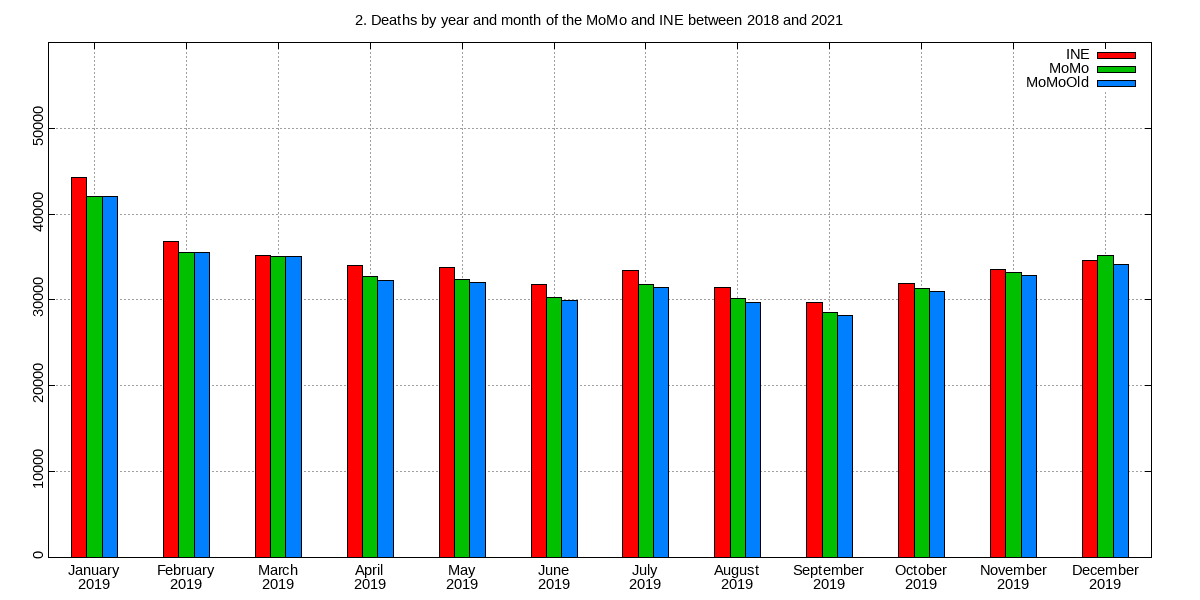 2. Deaths by year and month of the MoMo and INE between 2018 and 2021
INE
MoMo
MoMoOld
50000
40000
30000
20000
10000
0
January February March April May June July August September October November December
2019 2019 2019 2019 2019 2019 2019 2019 2019 2019 2019 2019